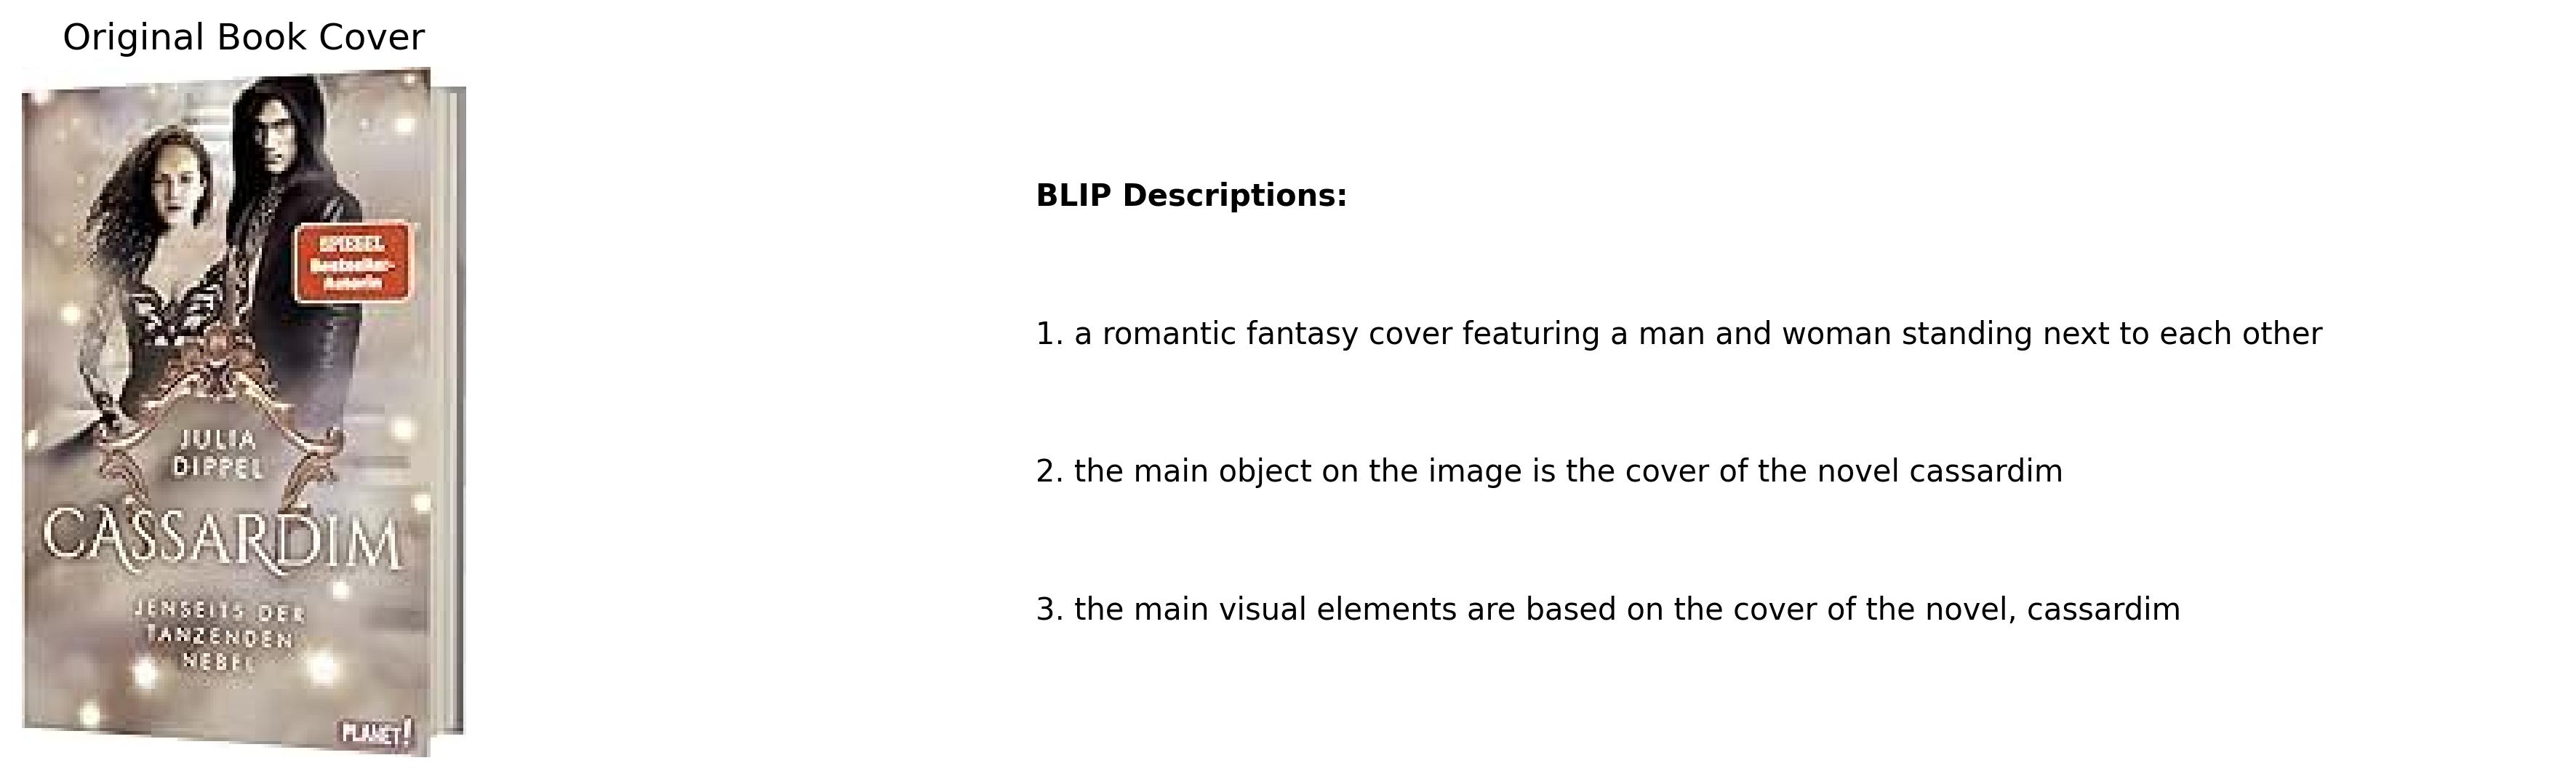 Original Book Cover
SPIEGEL
Bestseller-
Autorin
JULIA
DIPPEL
CASSARDIM
JENSEITS DER
TANZENDEN
NEBEL
PLANET!
BLIP Descriptions:
1. a romantic fantasy cover featuring a man and woman standing next to each other
2. the main object on the image is the cover of the novel cassardim
3. the main visual elements are based on the cover of the novel, cassardim